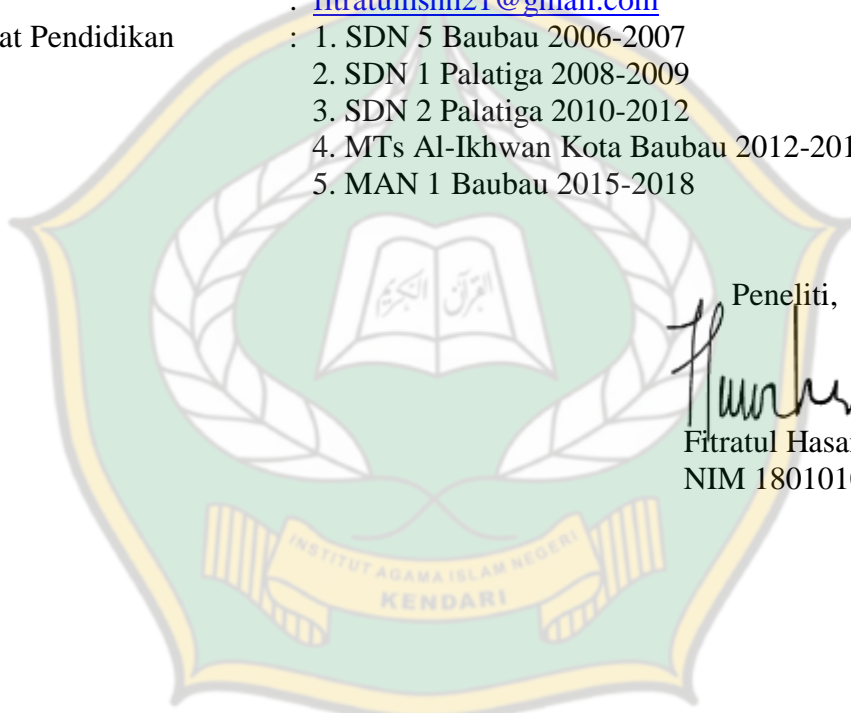 at Pendidikan : 1. SDN 5 Baubau 2006-2007
2. SDN 1 Palatiga 2008-2009
3. SDN 2 Palatiga 2010-2012
4. MTs Al-Ikhwan Kota Baubau 2012-201
5. MAN 1 Baubau 2015-2018
القرآن الكريم
Peneliti,
Fitratul Hasa
NIM 180101
INSTITUT AGAMA ISLAM NEGERI
KENDARI